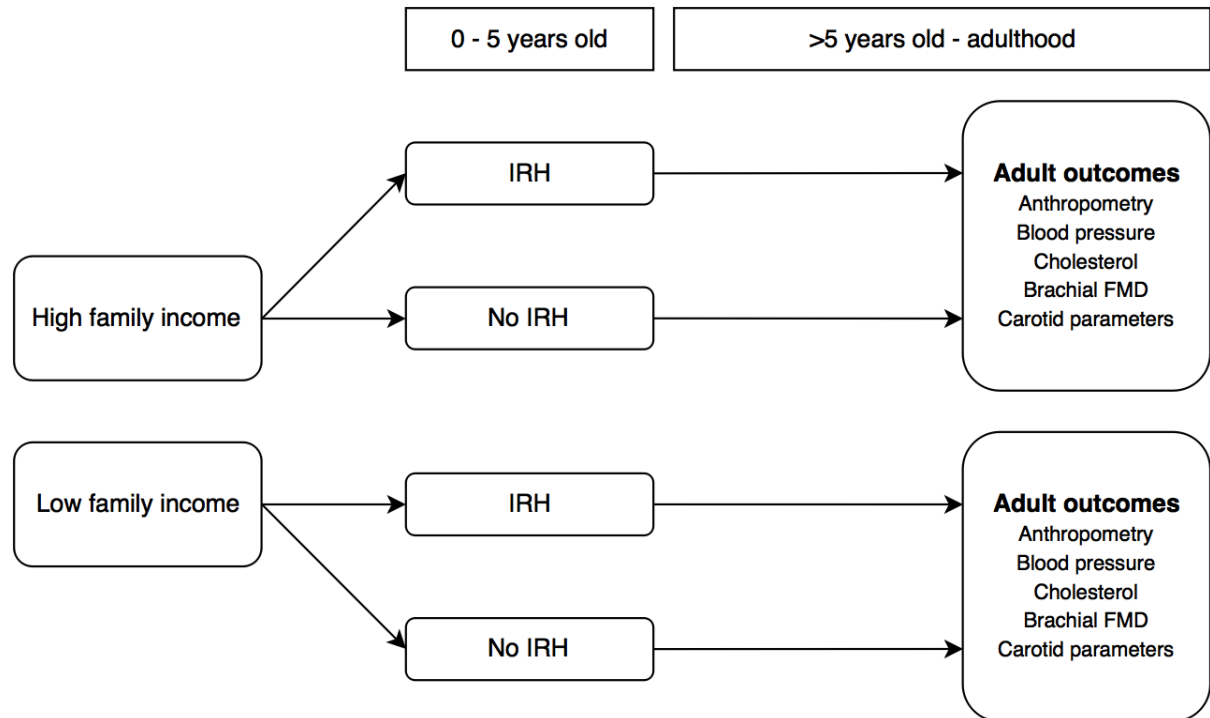 0 - 5 years old
>5 years old - adulthood
High family income
IRH
No IRH
Adult outcomes
Anthropometry
Blood pressure
Cholesterol
Brachial FMD
Carotid parameters
Low family income
IRH
No IRH
Adult outcomes
Anthropometry
Blood pressure
Cholesterol
Brachial FMD
Carotid parameters